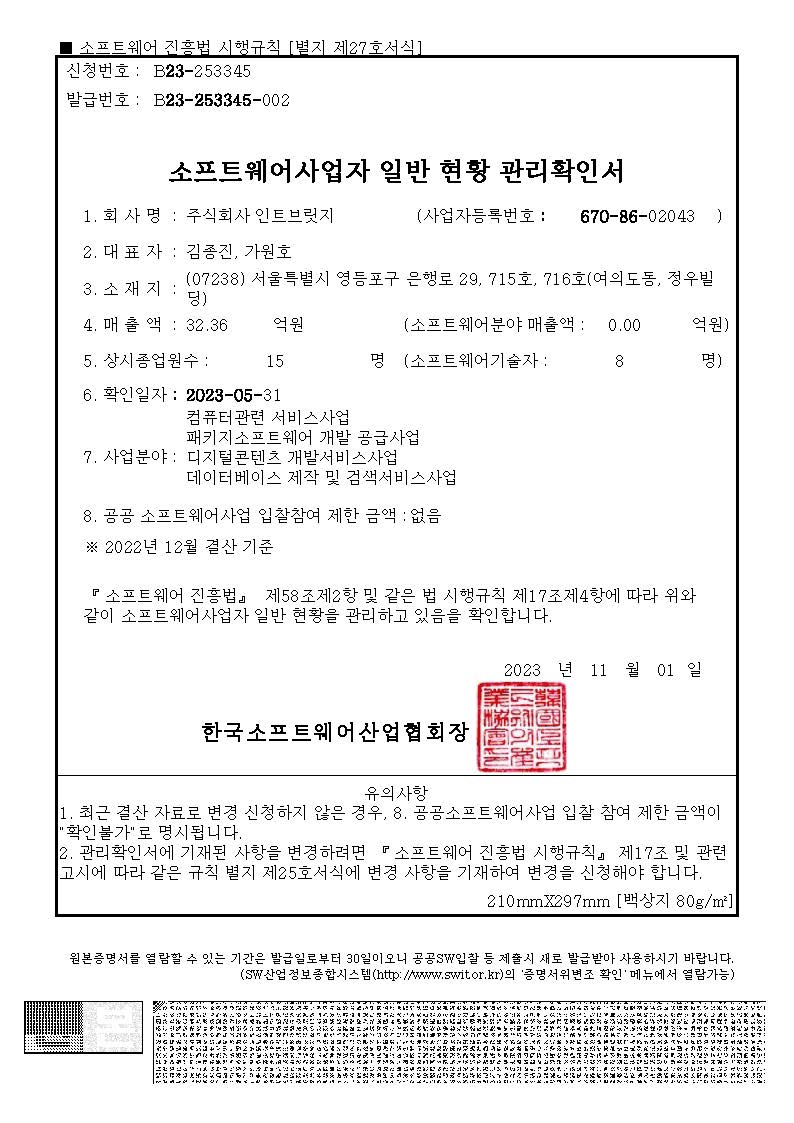 ■ 소프트웨어 진흥법 시행규칙 [별지 제27호서식]
신청번호 : B23-253345
발급번호 : B23-253345-002
소프트웨어사업자 일반 현황 관리확인서
1. 회 사 명 : 주식회사 인트브릿지 (사업자등록번호 : 670-86-02043 )
2. 대 표 자 : 김종진, 가원호
3. 소 재 지 : (07238) 서울특별시 영등포구 은행로 29, 715호, 716호(여의도동, 정우빌
딩)
4. 매 출 액 : 32.36 억원 (소프트웨어분야 매출액 : 0.00 억원)
5. 상시종업원수 : 15 명 (소프트웨어기술자 : 8 명)
6. 확인일자 : 2023-05-31
컴퓨터관련 서비스사업
패키지소프트웨어 개발 공급사업
7. 사업분야 : 디지털콘텐츠 개발서비스사업
데이터베이스 제작 및 검색서비스사업
8. 공공 소프트웨어사업 입찰참여 제한 금액 : 없음
※ 2022년 12월 결산 기준
『 소프트웨어 진흥법』 제58조제2항 및 같은 법 시행규칙 제17조제4항에 따라 위와
같이 소프트웨어사업자 일반 현황을 관리하고 있음을 확인합니다.
2023 년 11 월 01 일
한국소프트웨어산업협회장
유의사항
1. 최근 결산 자료로 변경 신청하지 않은 경우, 8. 공공소프트웨어사업 입찰 참여 제한 금액이
"확인불가"로 명시됩니다.
2. 관리확인서에 기재된 사항을 변경하려면 『 소프트웨어 진흥법 시행규칙』 제17조 및 관련
고시에 따라 같은 규칙 별지 제25호서식에 변경 사항을 기재하여 변경을 신청해야 합니다.
210mmX297mm [백상지 80g/㎡]
원본증명서를 열람할 수 있는 기간은 발급일로부터 30일이오니 공공SW입찰 등 제출시 새로 발급받아 사용하시기 바랍니다.
(SW산업정보종합시스템(http://www.swit.or.kr)의 '증명서위변조 확인' 메뉴에서 열람가능)